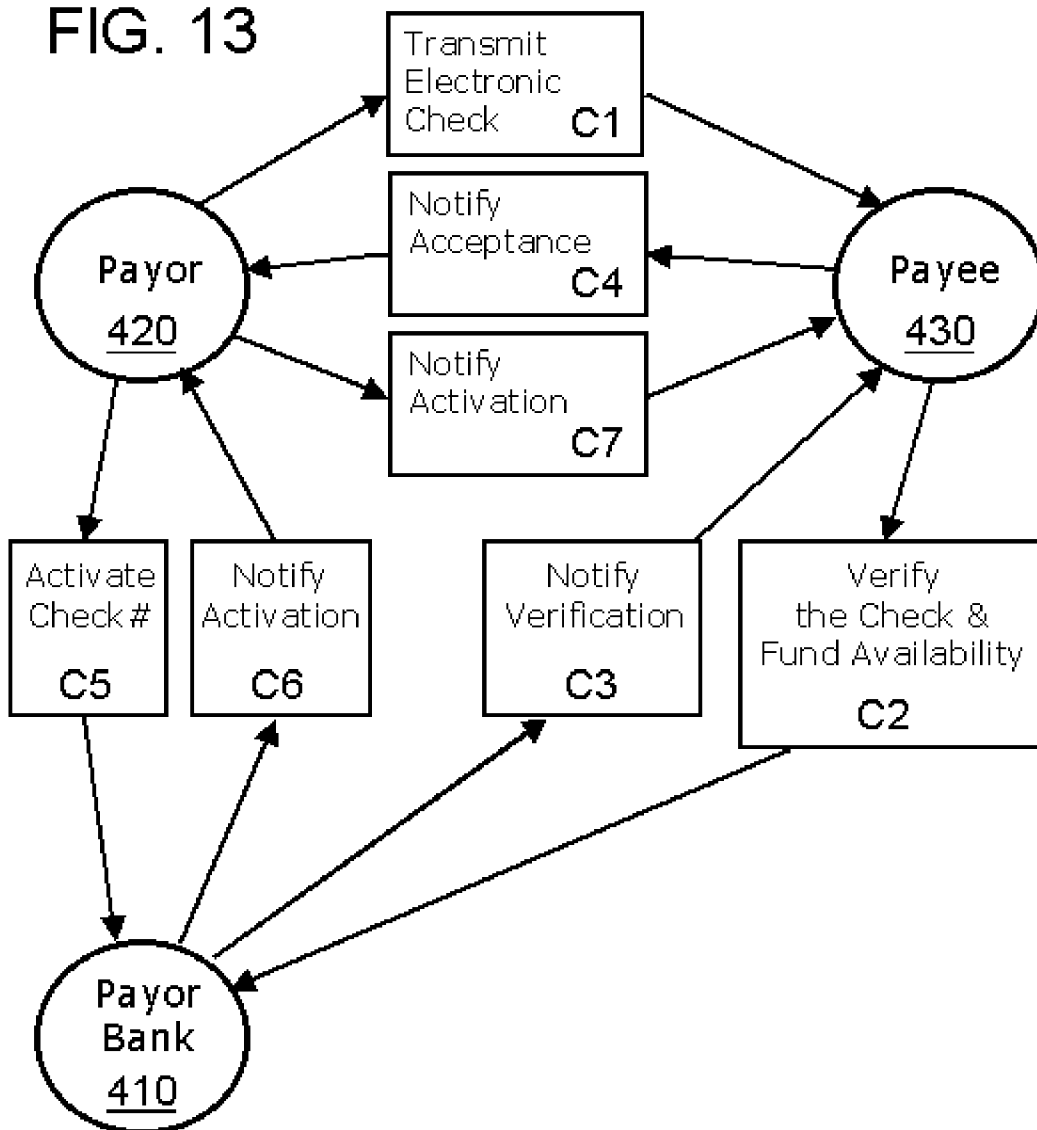 FIG. 13
Transmit
Electronic
Check
C1
Notify
Acceptance
C4
Notify
Activation
C7
Payor
420
Payee
430
Activate
Check #
C5
Notify
Activation
C6
Notify
Verification
C3
Verify
the Check &
Fund Availability
C2
Payor
Bank
410